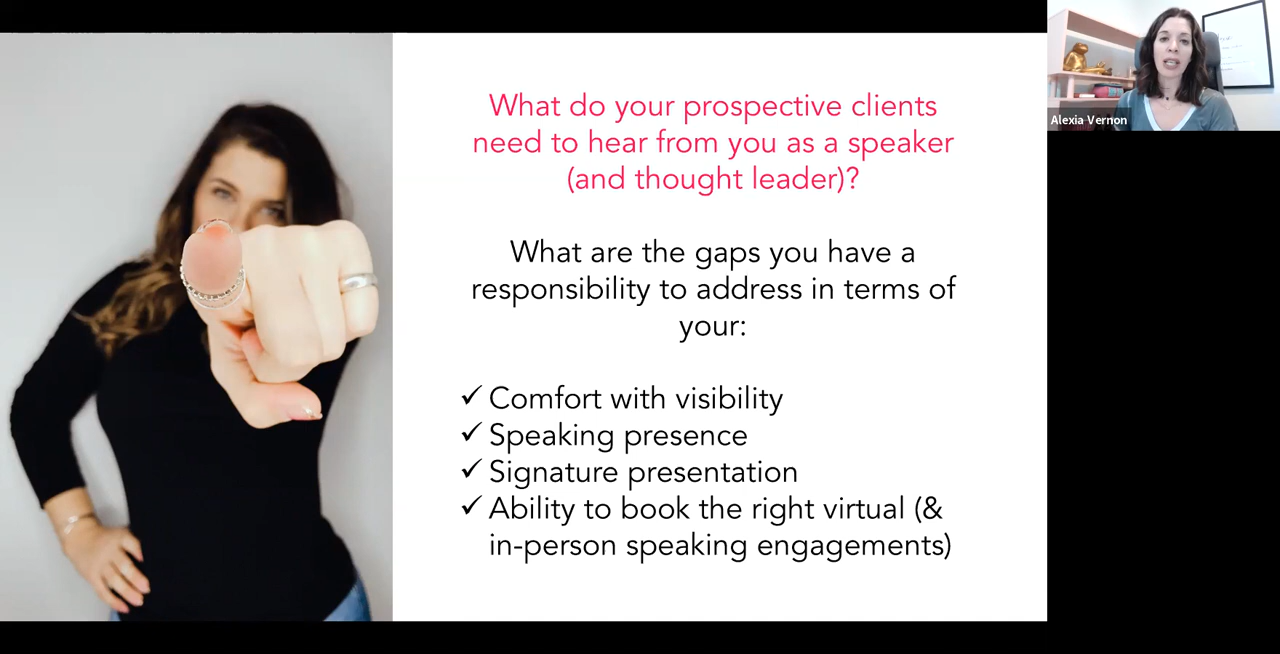 What do your prospective clients
need to hear from you as a speaker
(and thought leader)?
What are the gaps you have a
responsibility to address in terms of
your:
✓ Comfort with visibility
✓ Speaking presence
✓ Signature presentation
✓ Ability to book the right virtual (&
in-person speaking engagements)
Alexia Vernon